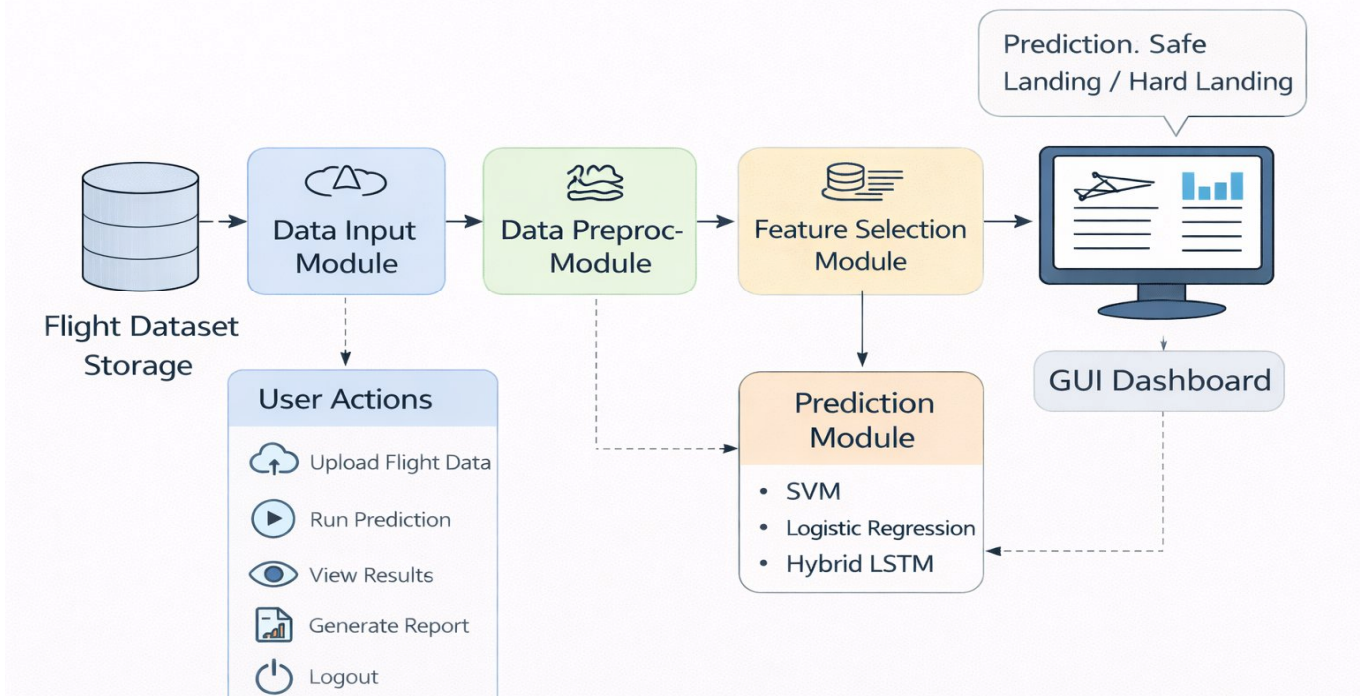 Prediction. Safe
Landing / Hard Landing
Flight Dataset
Storage
Data Input
Module
Data Preproc-
Module
Feature Selection
Module
User Actions
Upload Flight Data
Run Prediction
View Results
Generate Report
Logout
Prediction
Module
• SVM
• Logistic Regression
• Hybrid LSTM
GUI Dashboard